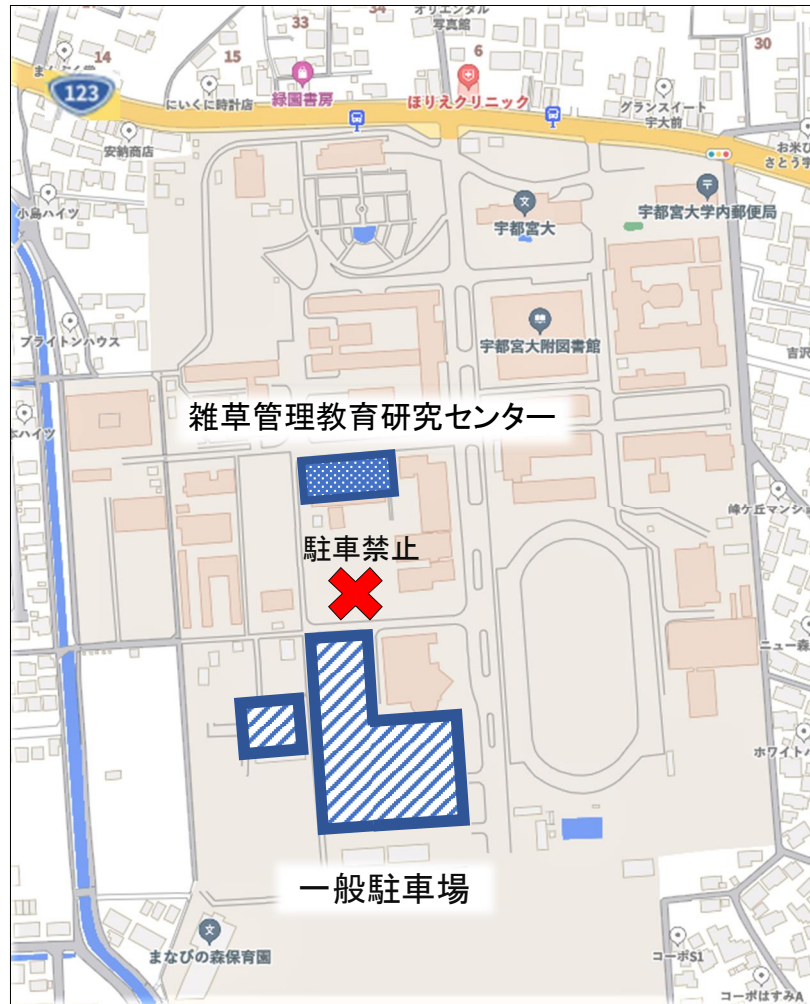 オリエンタル
写真館
33
34
6
30
14
15
123
にいくに時計店
緑園書房
ほりえクリニック
グランスイート
宇大前
安納商店
小島ハイツ
宇都宮大
宇都宮大学内郵便局
宇都宮大附図書館
ブライトンハウス
吉沢
雑草管理教育研究センター
ハイツ
峰ケ丘マンショ
駐車禁止
ニュー森
ホワイトハ
一般駐車場
まなびの森保育園
コーポS1
コーポはすみA